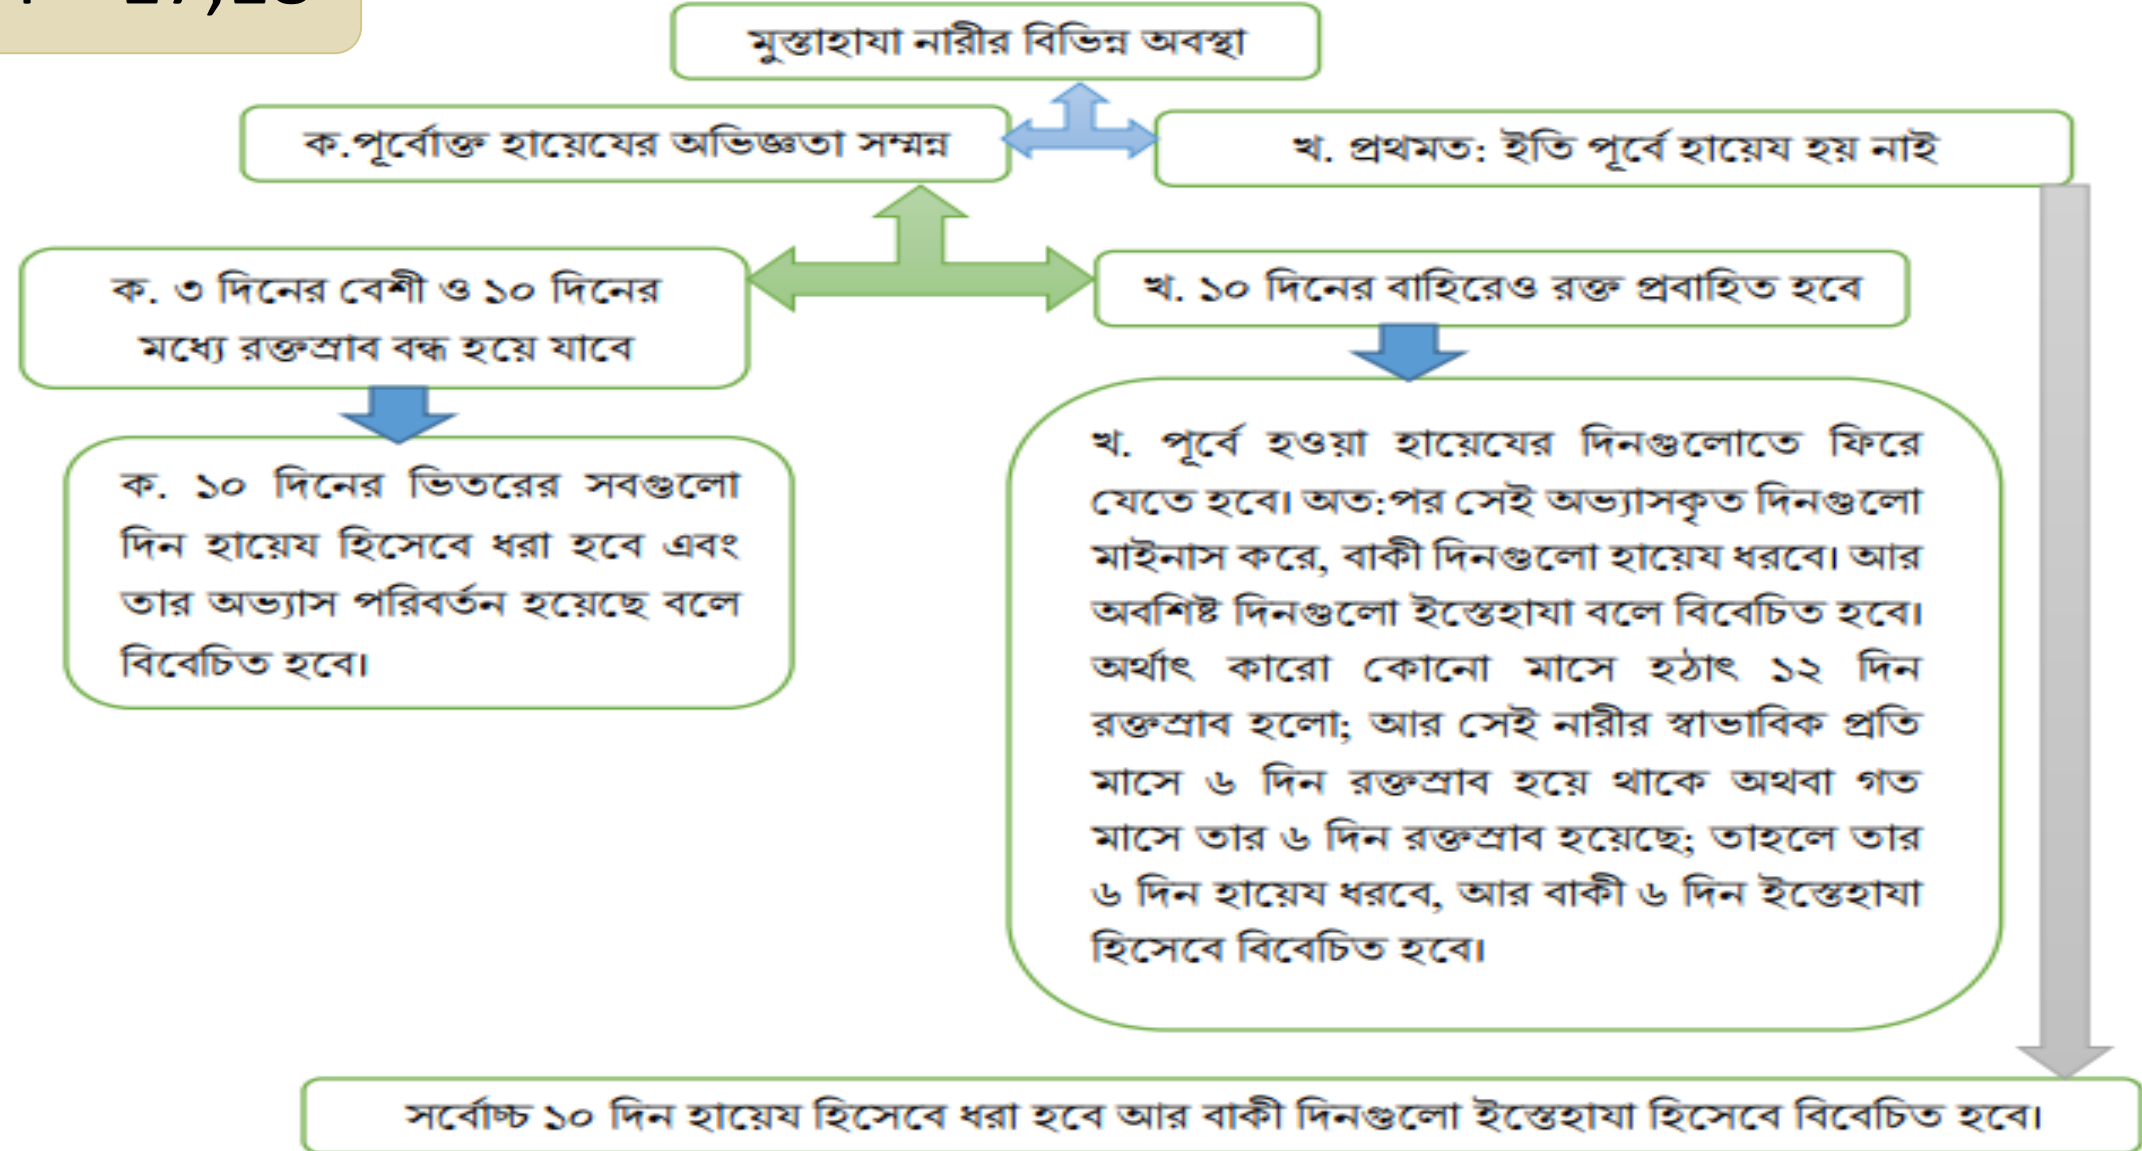 মুস্তাহাযা নারীর বিভিন্ন অবস্থা
ক.পূর্বোক্ত হায়েযের অভিজ্ঞতা সম্মন্ন
খ. প্রথমত: ইতি পূর্বে হায়েয হয় নাই
ক. ৩ দিনের বেশী ও ১০ দিনের
মধ্যে রক্তস্রাব বন্ধ হয়ে যাবে
খ. ১০ দিনের বাহিরেও রক্ত প্রবাহিত হবে
ক. ১০ দিনের ভিতরের সবগুলো
দিন হায়েয হিসেবে ধরা হবে এবং
তার অভ্যাস পরিবর্তন হয়েছে বলে
বিবেচিত হবে।
খ. পূর্বে হওয়া হায়েযের দিনগুলোতে ফিরে
যেতে হবে। অত:পর সেই অভ্যাসকৃত দিনগুলো
মাইনাস করে, বাকী দিনগুলো হায়েয ধরবে। আর
অবশিষ্ট দিনগুলো ইস্তেহাযা বলে বিবেচিত হবে।
অর্থাৎ কারো কোনো মাসে হঠাৎ ১২ দিন
রক্তস্রাব হলো; আর সেই নারীর স্বাভাবিক প্রতি
মাসে ৬ দিন রক্তস্রাব হয়ে থাকে অথবা গত
মাসে তার ৬ দিন রক্তস্রাব হয়েছে; তাহলে তার
৬ দিন হায়েয ধরবে, আর বাকী ৬ দিন ইস্তেহাযা
হিসেবে বিবেচিত হবে।
সর্বোচ্চ ১০ দিন হায়েয হিসেবে ধরা হবে আর বাকী দিনগুলো ইস্তেহাযা হিসেবে বিবেচিত হবে।